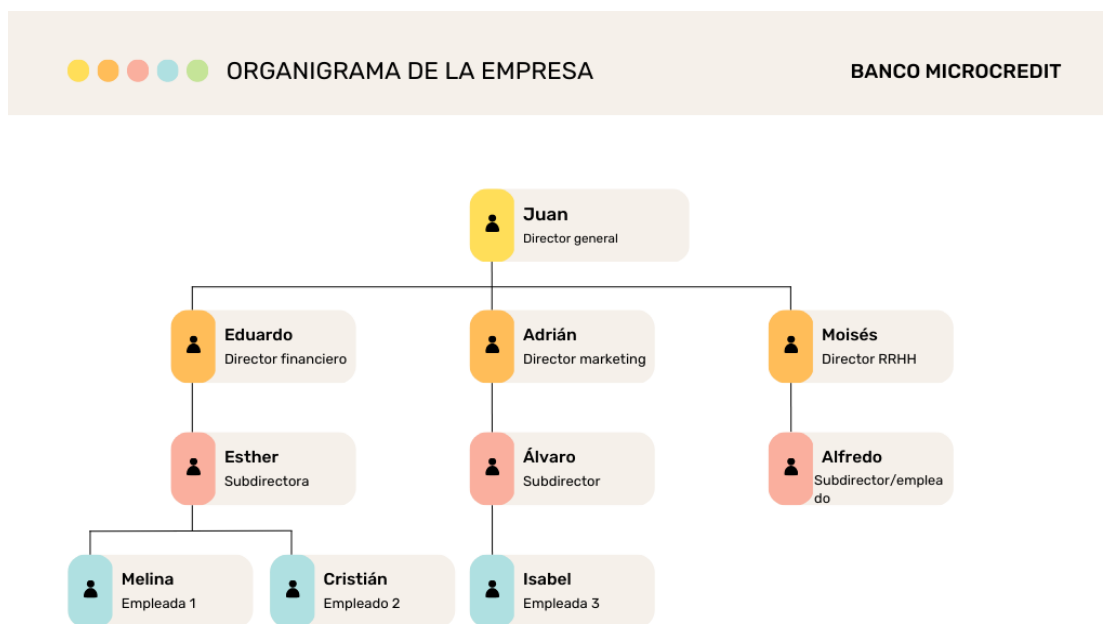 ORGANIGRAMA DE LA EMPRESA
BANCO MICROCREDIT
Juan
Director general
Eduardo
Director financiero
Adrián
Director marketing
Moisés
Director RRHH
Esther
Subdirectora
Álvaro
Subdirector
Alfredo
Subdirector/emplea
do
Melina
Empleada 1
Cristián
Empleado 2
Isabel
Empleada 3